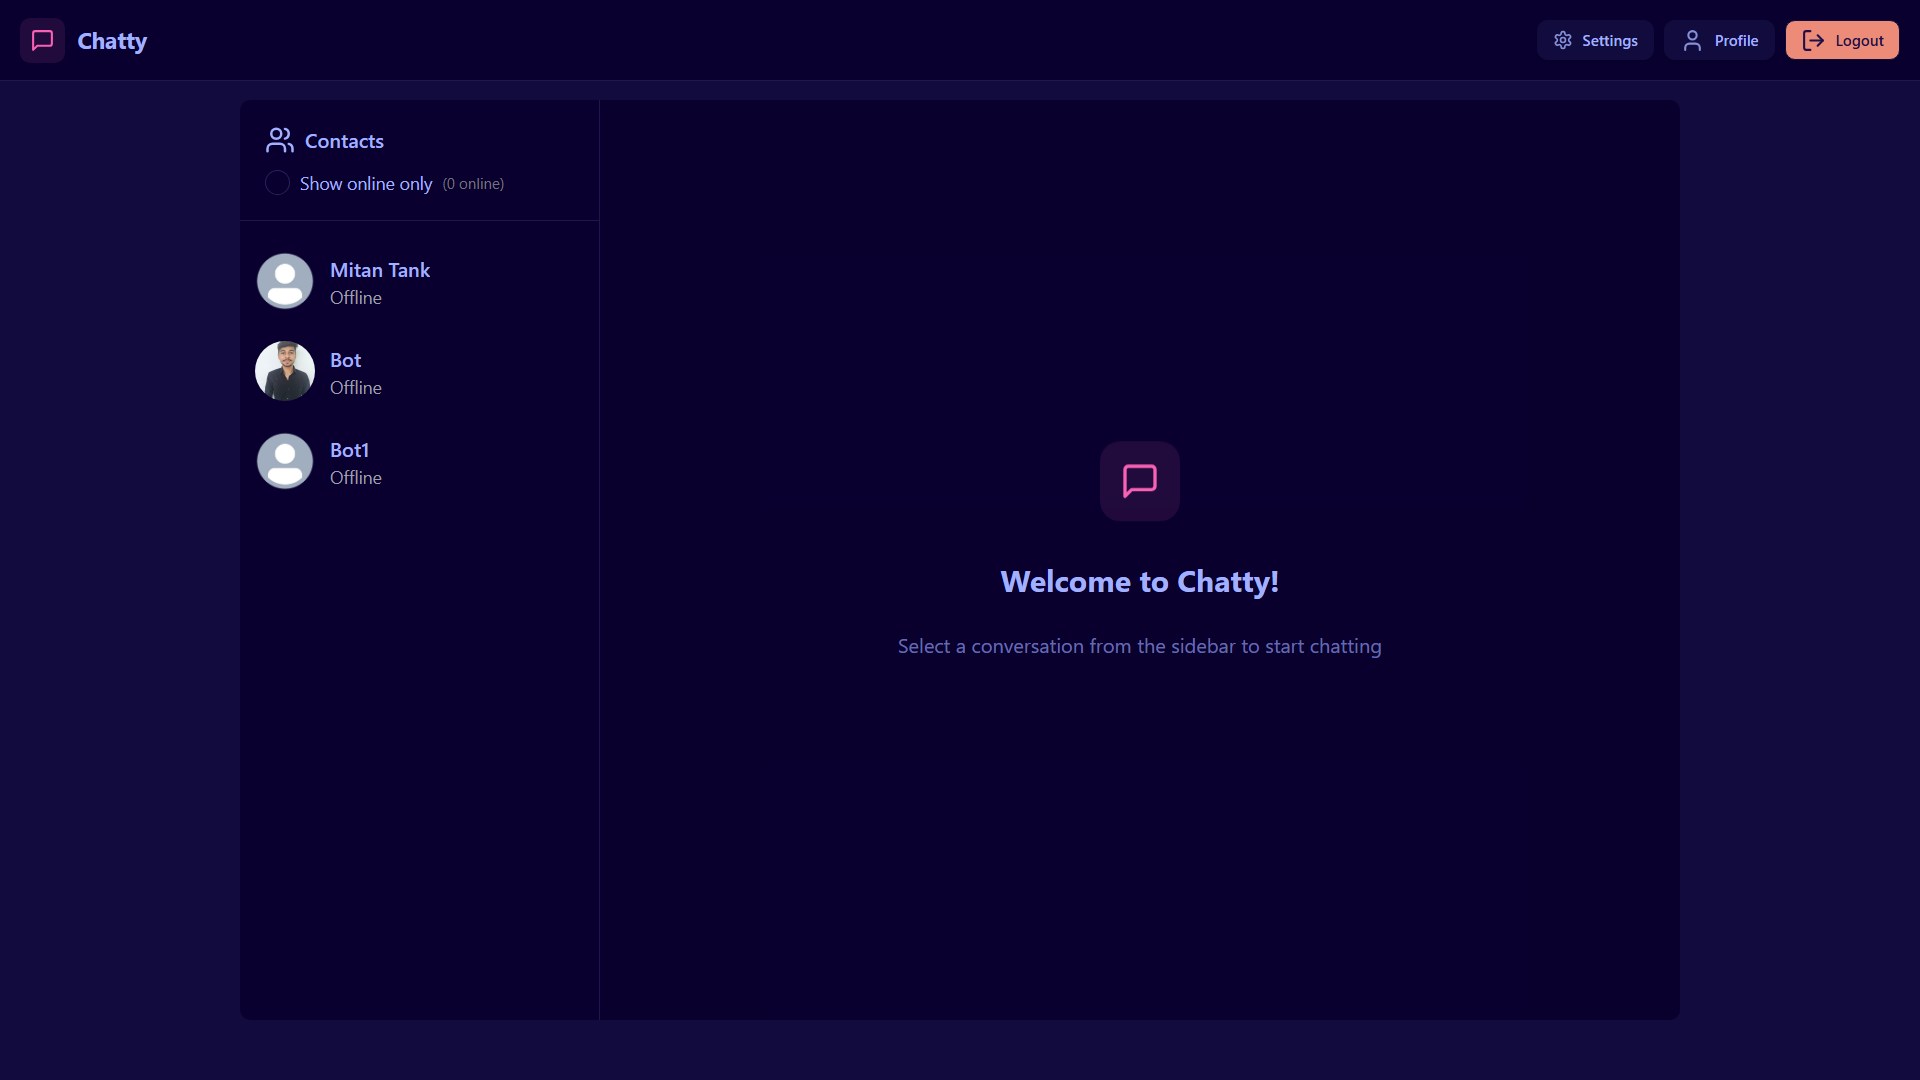 Chatty
Settings
Profile
Logout
Contacts
Show online only (0 online)
Mitan Tank
Offline
Bot
Offline
Bot1
Offline
Welcome to Chatty!
Select a conversation from the sidebar to start chatting